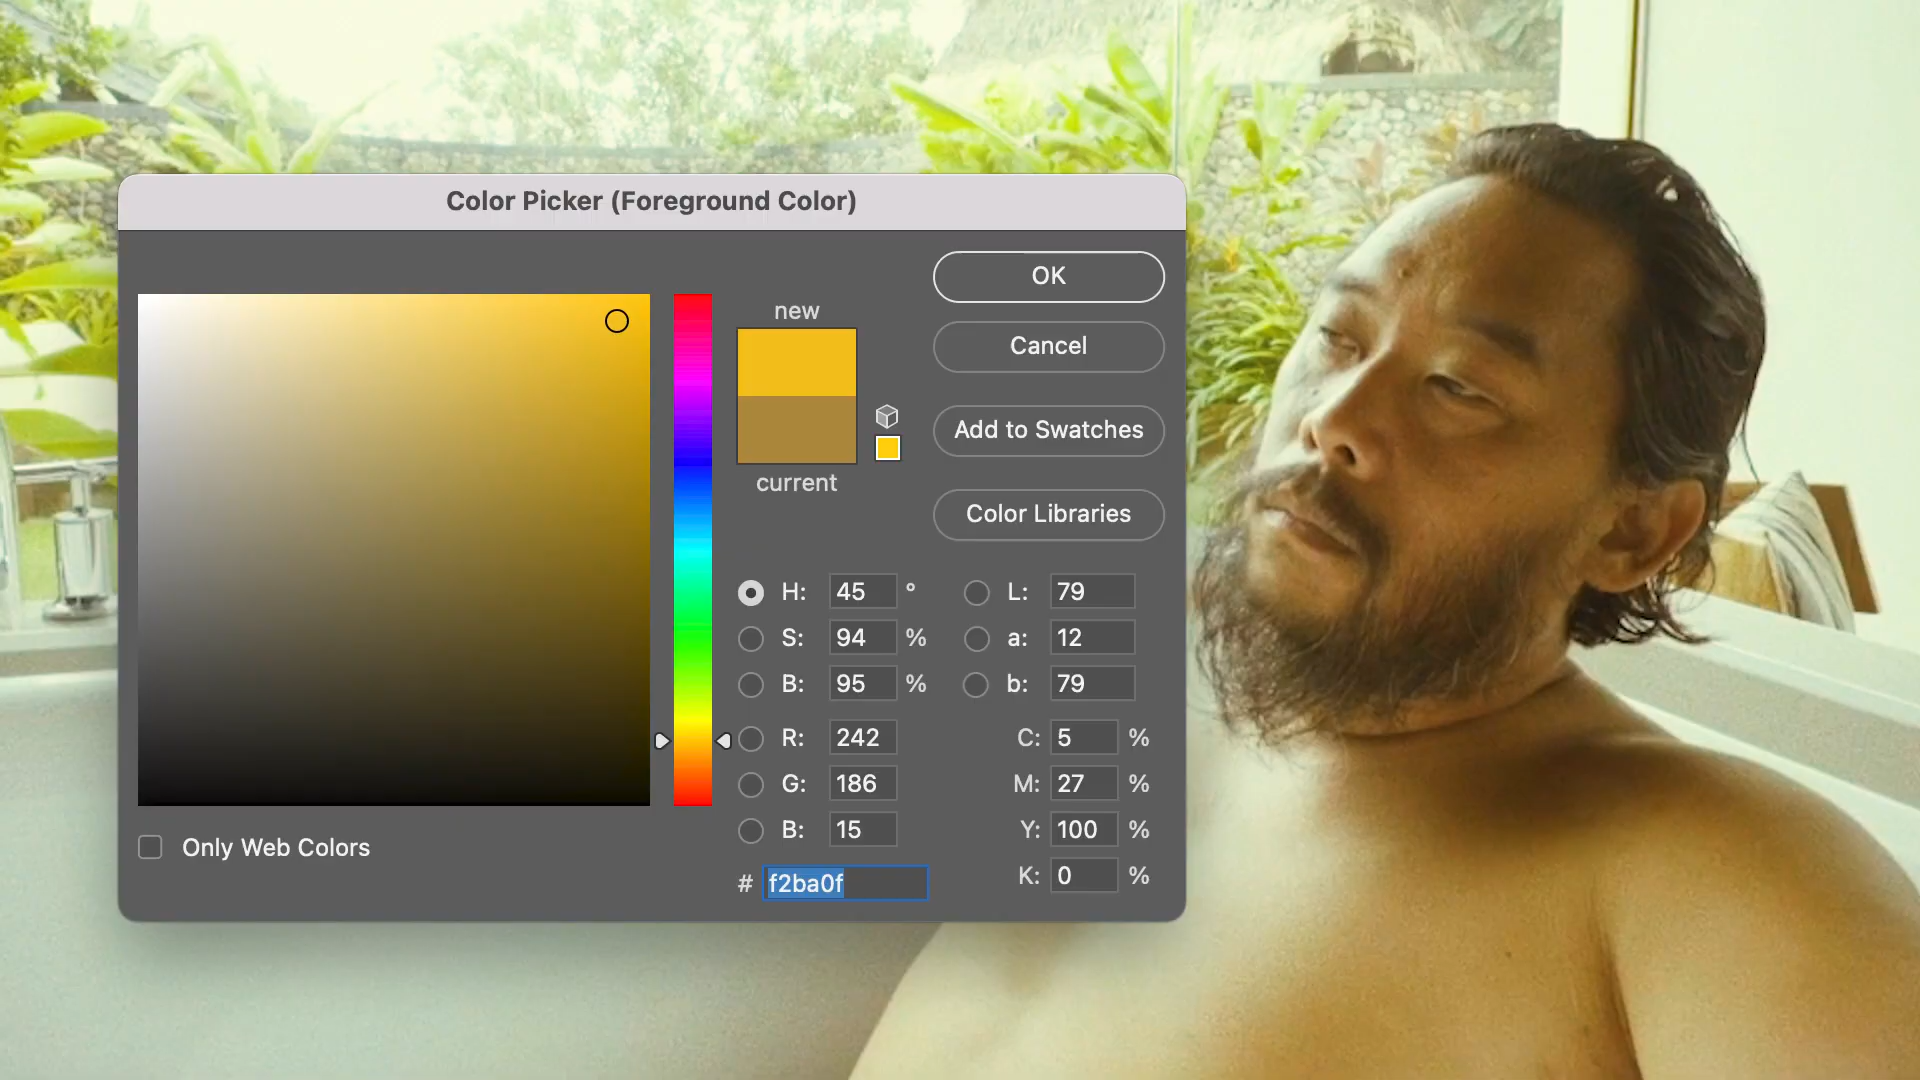 Color Picker (Foreground Color)
OK
new
Cancel
Add to Swatches
current
Color Libraries
H: 45 ° L: 79
S: 94 % a: 12
B: 95 % b: 79
R: 242 C: 5 %
G: 186 M: 27 %
B: 15 Y: 100 %
Only Web Colors
# f2ba0f K: 0 %